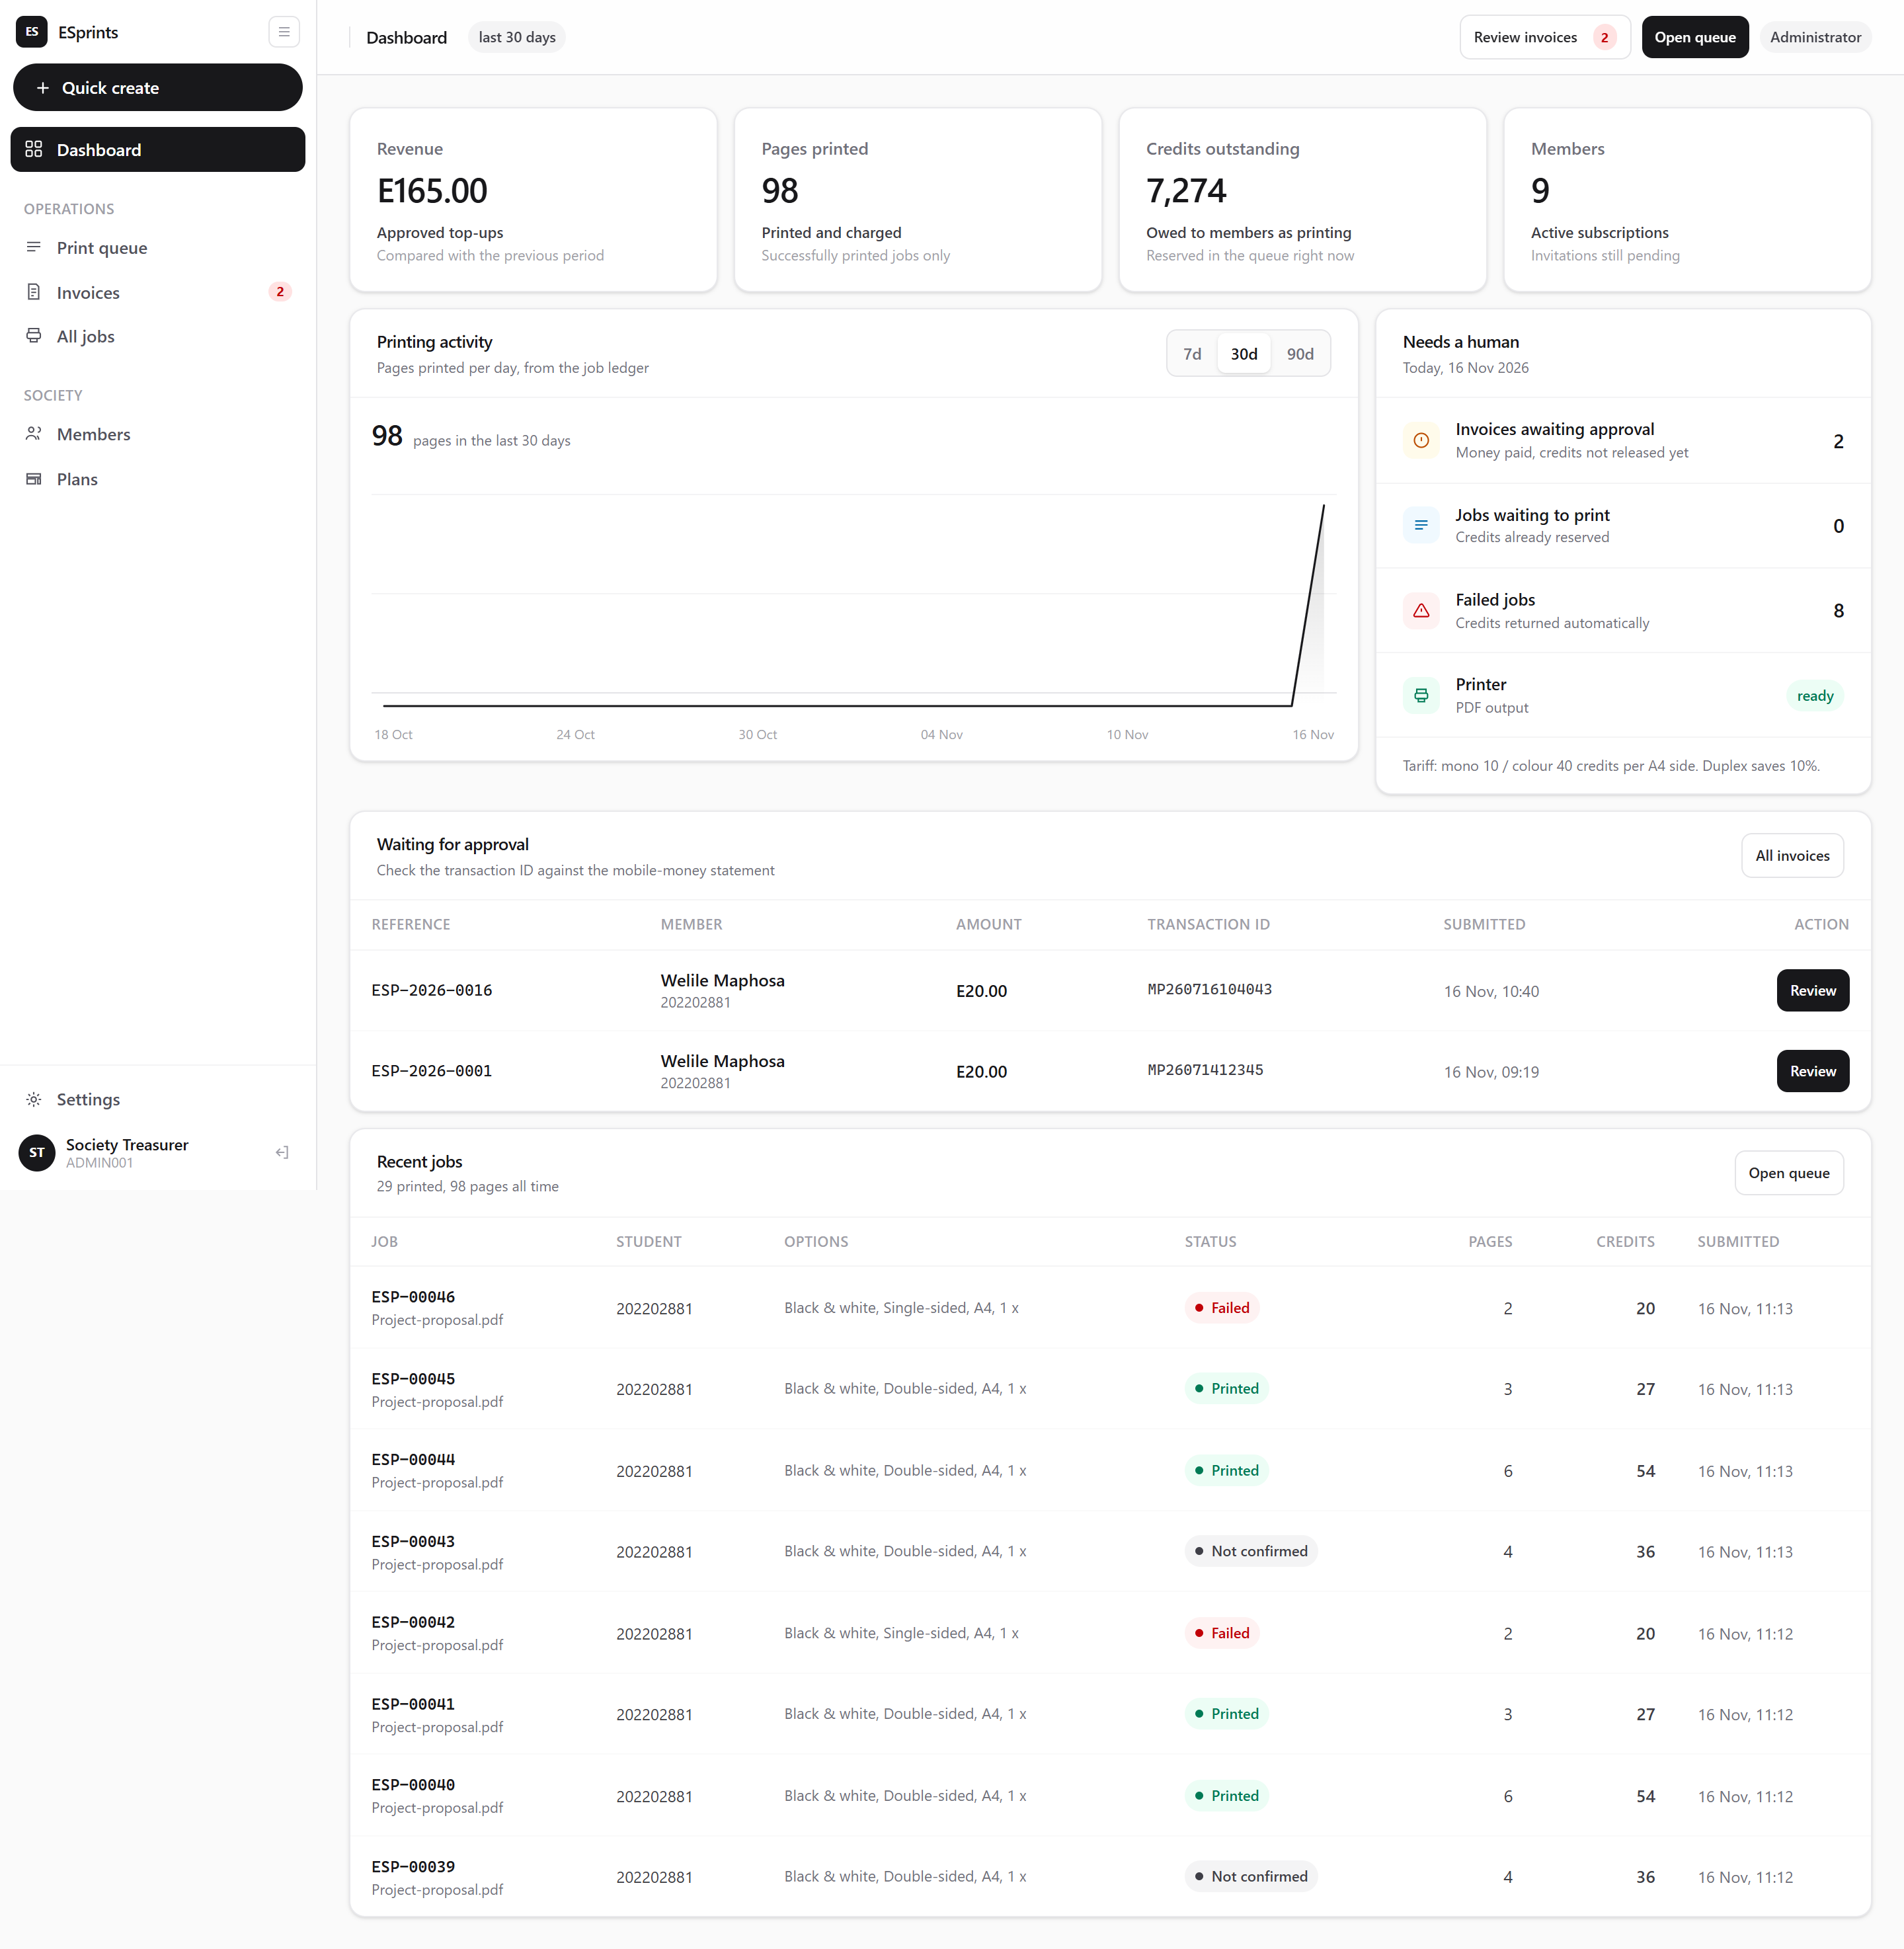 ES ESprints
+ Quick create
Dashboard
OPERATIONS
Print queue
Invoices 2
All jobs
SOCIETY
Members
Plans
Settings
ST Society Treasurer
ADMIN001
Dashboard last 30 days
Review invoices 2 Open queue Administrator
Revenue
E165.00
Approved top-ups
Compared with the previous period
Pages printed
98
Printed and charged
Successfully printed jobs only
Credits outstanding
7,274
Owed to members as printing
Reserved in the queue right now
Members
9
Active subscriptions
Invitations still pending
Printing activity
Pages printed per day, from the job ledger
7d 30d 90d
98 pages in the last 30 days
18 Oct 24 Oct 30 Oct 04 Nov 10 Nov 16 Nov
Needs a human
Today, 16 Nov 2026
Invoices awaiting approval 2
Money paid, credits not released yet
Jobs waiting to print 0
Credits already reserved
Failed jobs 8
Credits returned automatically
Printer ready
PDF output
Tariff: mono 10 / colour 40 credits per A4 side. Duplex saves 10%.
Waiting for approval
Check the transaction ID against the mobile-money statement
All invoices
REFERENCE MEMBER AMOUNT TRANSACTION ID SUBMITTED ACTION
ESP-2026-0016 Welile Maphosa 202202881 E20.00 MP260716104043 16 Nov, 10:40 Review
ESP-2026-0001 Welile Maphosa 202202881 E20.00 MP26071412345 16 Nov, 09:19 Review
Recent jobs
29 printed, 98 pages all time
Open queue
JOB STUDENT OPTIONS STATUS PAGES CREDITS SUBMITTED
ESP-00046 Project-proposal.pdf 202202881 Black & white, Single-sided, A4, 1 x Failed 2 20 16 Nov, 11:13
ESP-00045 Project-proposal.pdf 202202881 Black & white, Double-sided, A4, 1 x Printed 3 27 16 Nov, 11:13
ESP-00044 Project-proposal.pdf 202202881 Black & white, Double-sided, A4, 1 x Printed 6 54 16 Nov, 11:13
ESP-00043 Project-proposal.pdf 202202881 Black & white, Double-sided, A4, 1 x Not confirmed 4 36 16 Nov, 11:13
ESP-00042 Project-proposal.pdf 202202881 Black & white, Single-sided, A4, 1 x Failed 2 20 16 Nov, 11:12
ESP-00041 Project-proposal.pdf 202202881 Black & white, Double-sided, A4, 1 x Printed 3 27 16 Nov, 11:12
ESP-00040 Project-proposal.pdf 202202881 Black & white, Double-sided, A4, 1 x Printed 6 54 16 Nov, 11:12
ESP-00039 Project-proposal.pdf 202202881 Black & white, Double-sided, A4, 1 x Not confirmed 4 36 16 Nov, 11:12